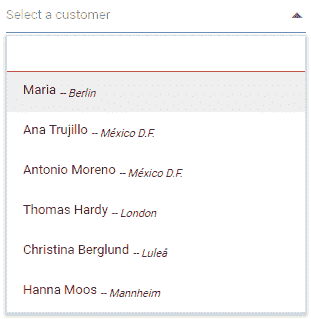 Select a customer
Maria -- Berlin
Ana Trujillo -- México D.F.
Antonio Moreno -- México D.F.
Thomas Hardy -- London
Christina Berglund -- Luleå
Hanna Moos -- Mannheim